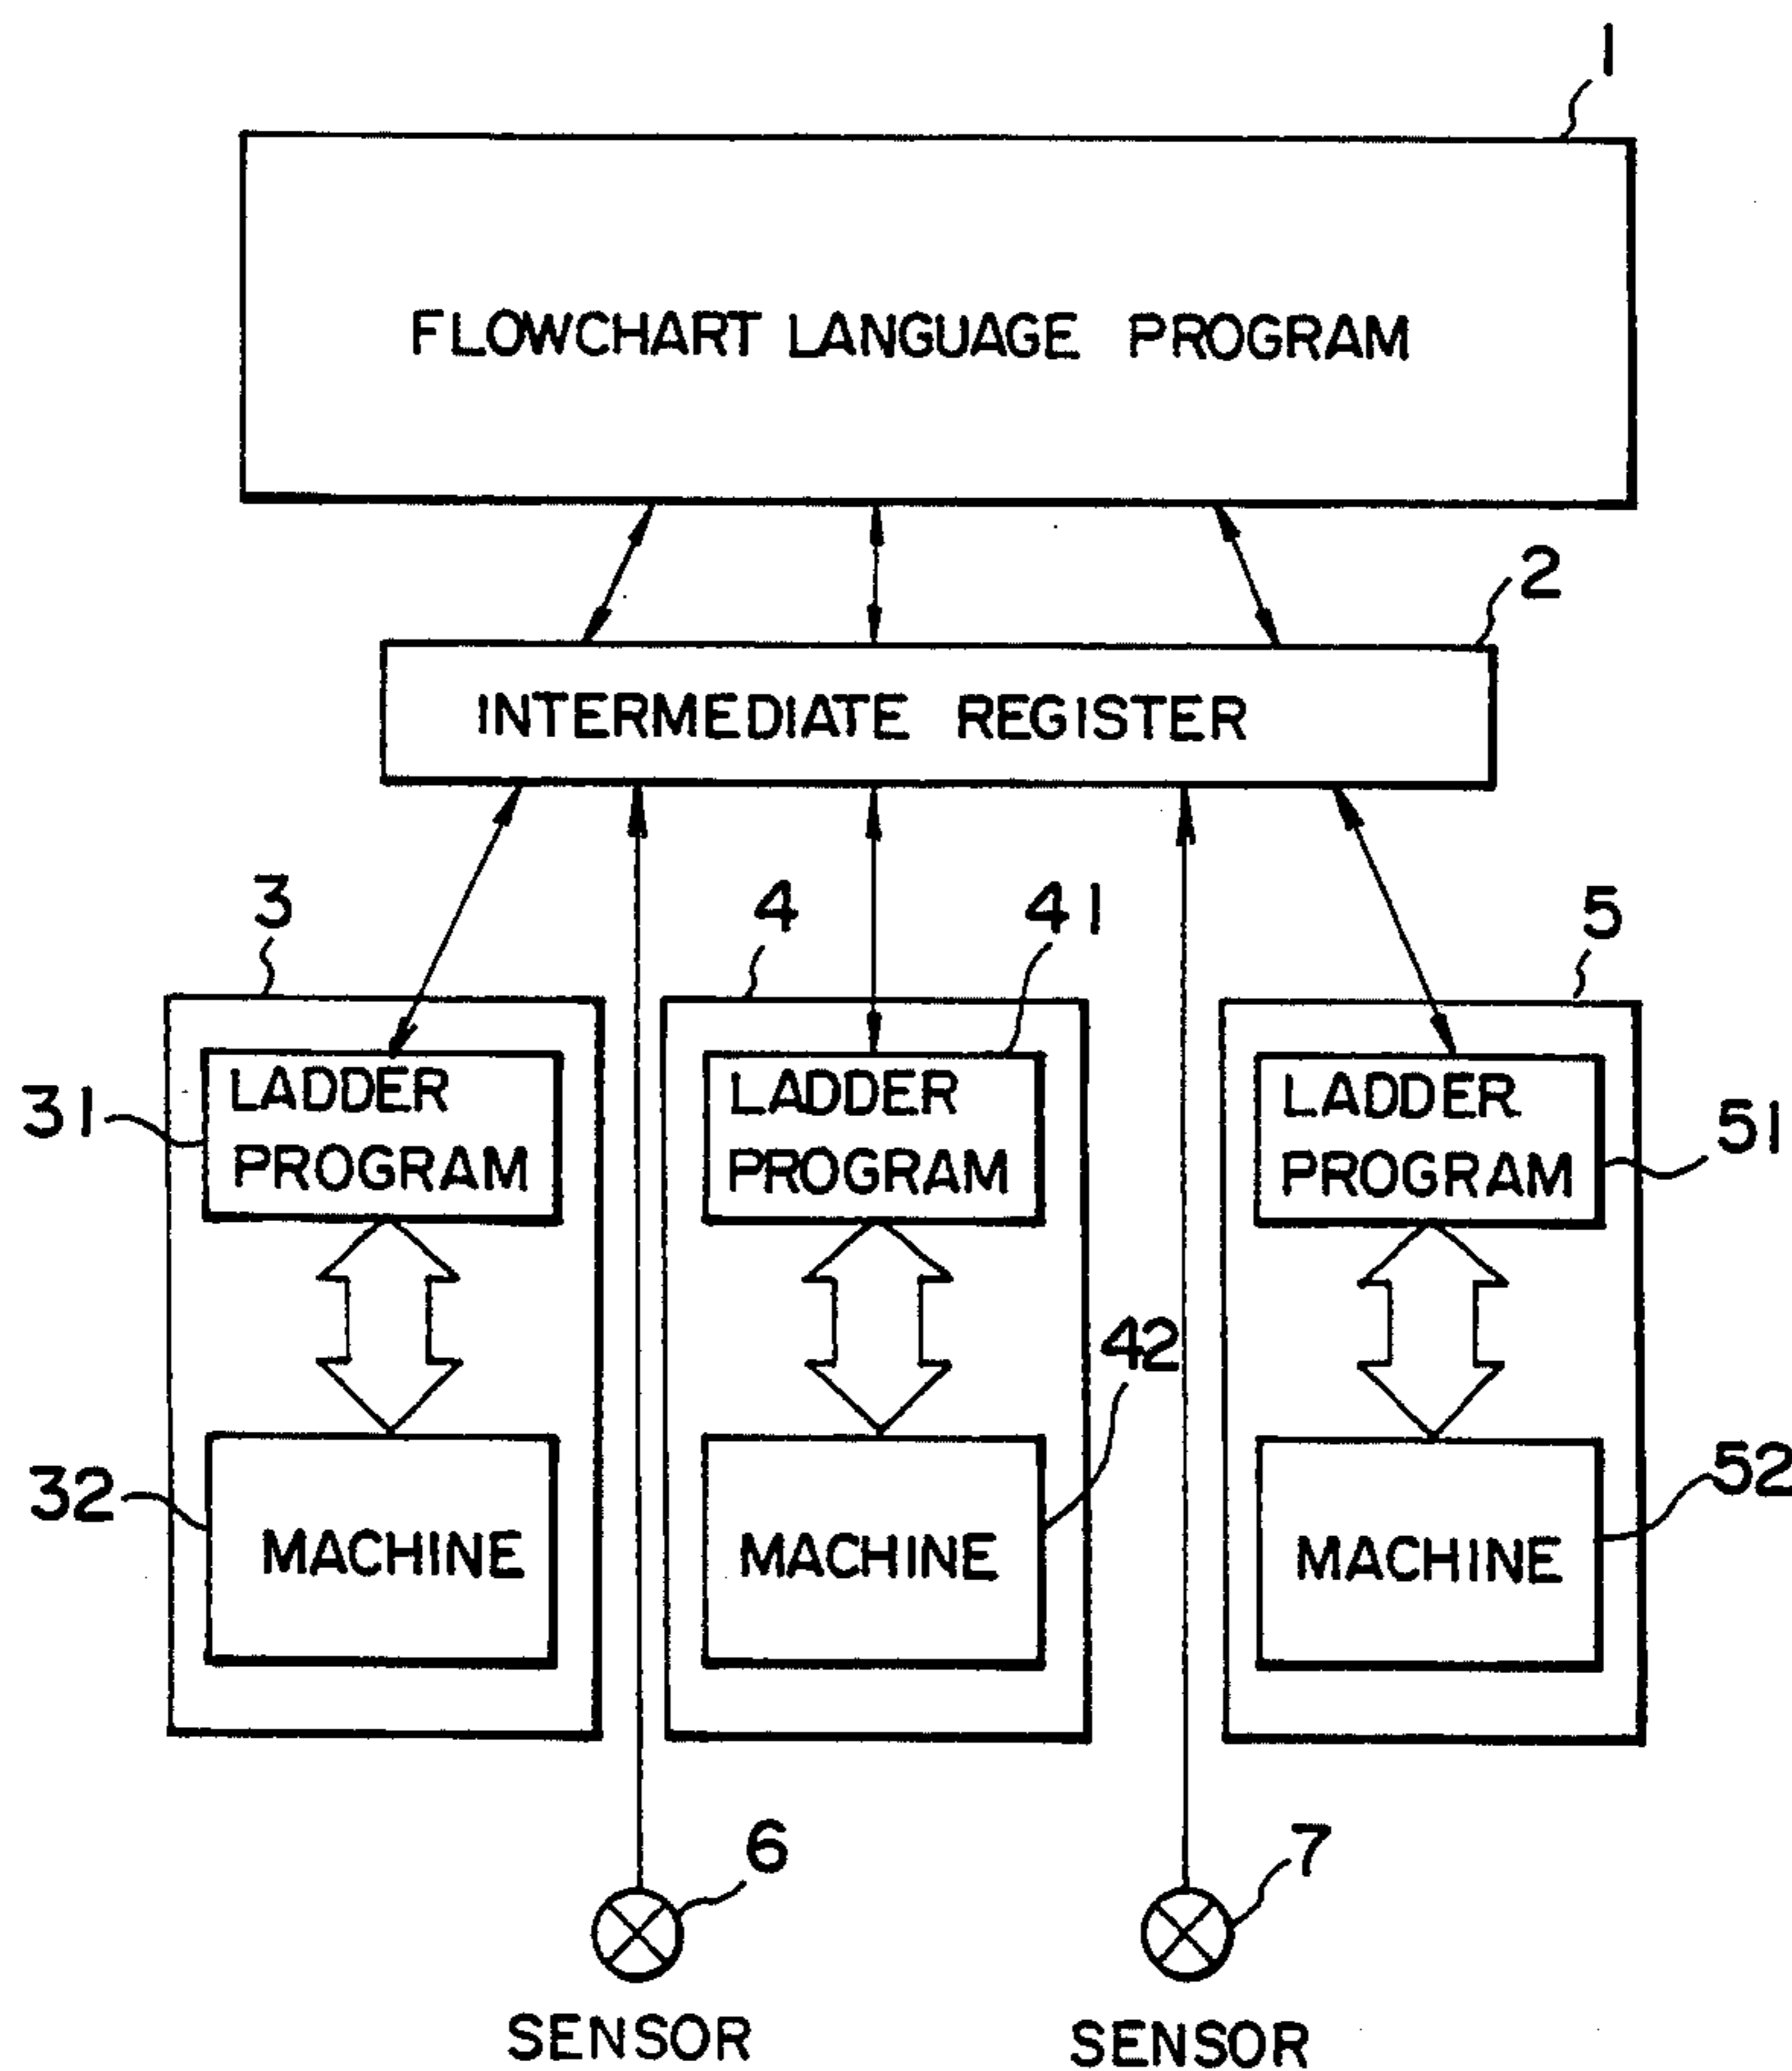 1
FLOWCHART LANGUAGE PROGRAM
2
INTERMEDIATE REGISTER
3
4
41
5
31
LADDER
PROGRAM
LADDER
PROGRAM
LADDER
PROGRAM
51
42
32
MACHINE
MACHINE
MACHINE
52
6
7
SENSOR
SENSOR